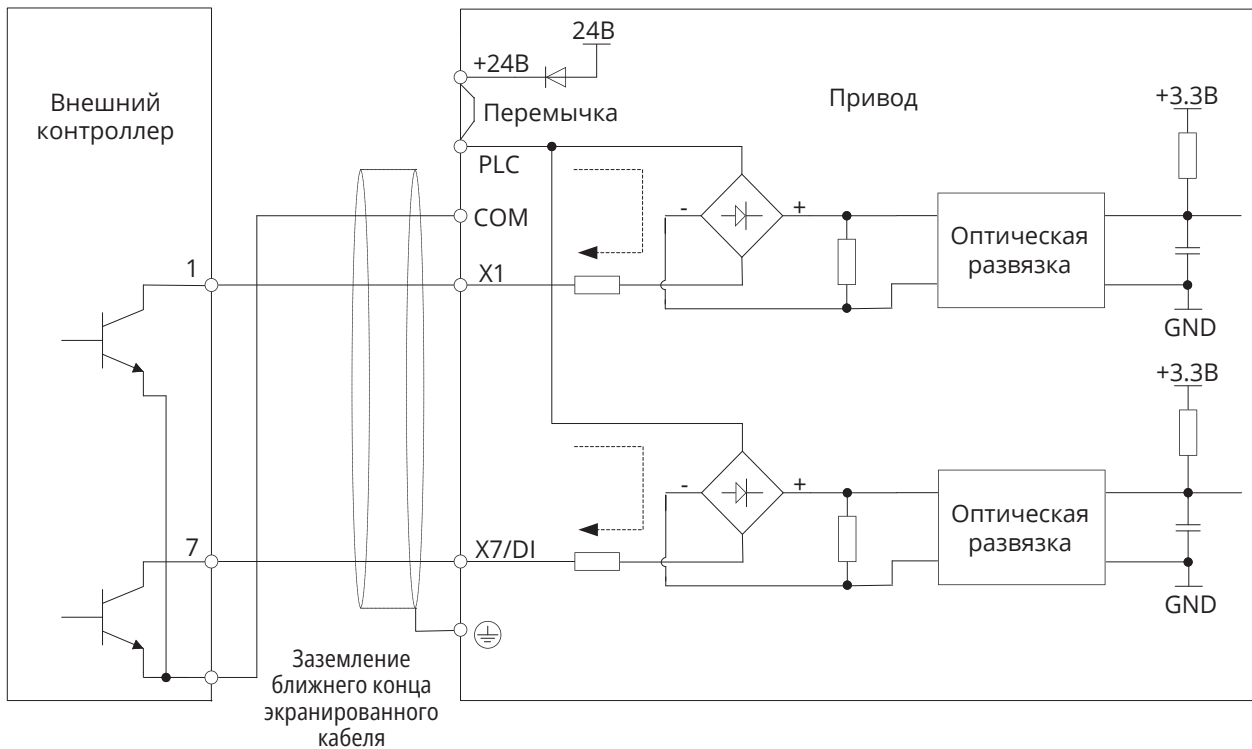 24В
+24В
Внешний
контроллер
Перемычка
Привод
+3.3В
PLC
COM
-
+
Оптическая
развязка
1
X1
GND
+3.3В
-
+
Оптическая
развязка
7
X7/DI
GND
Заземление
ближнего конца
экранированного
кабеля